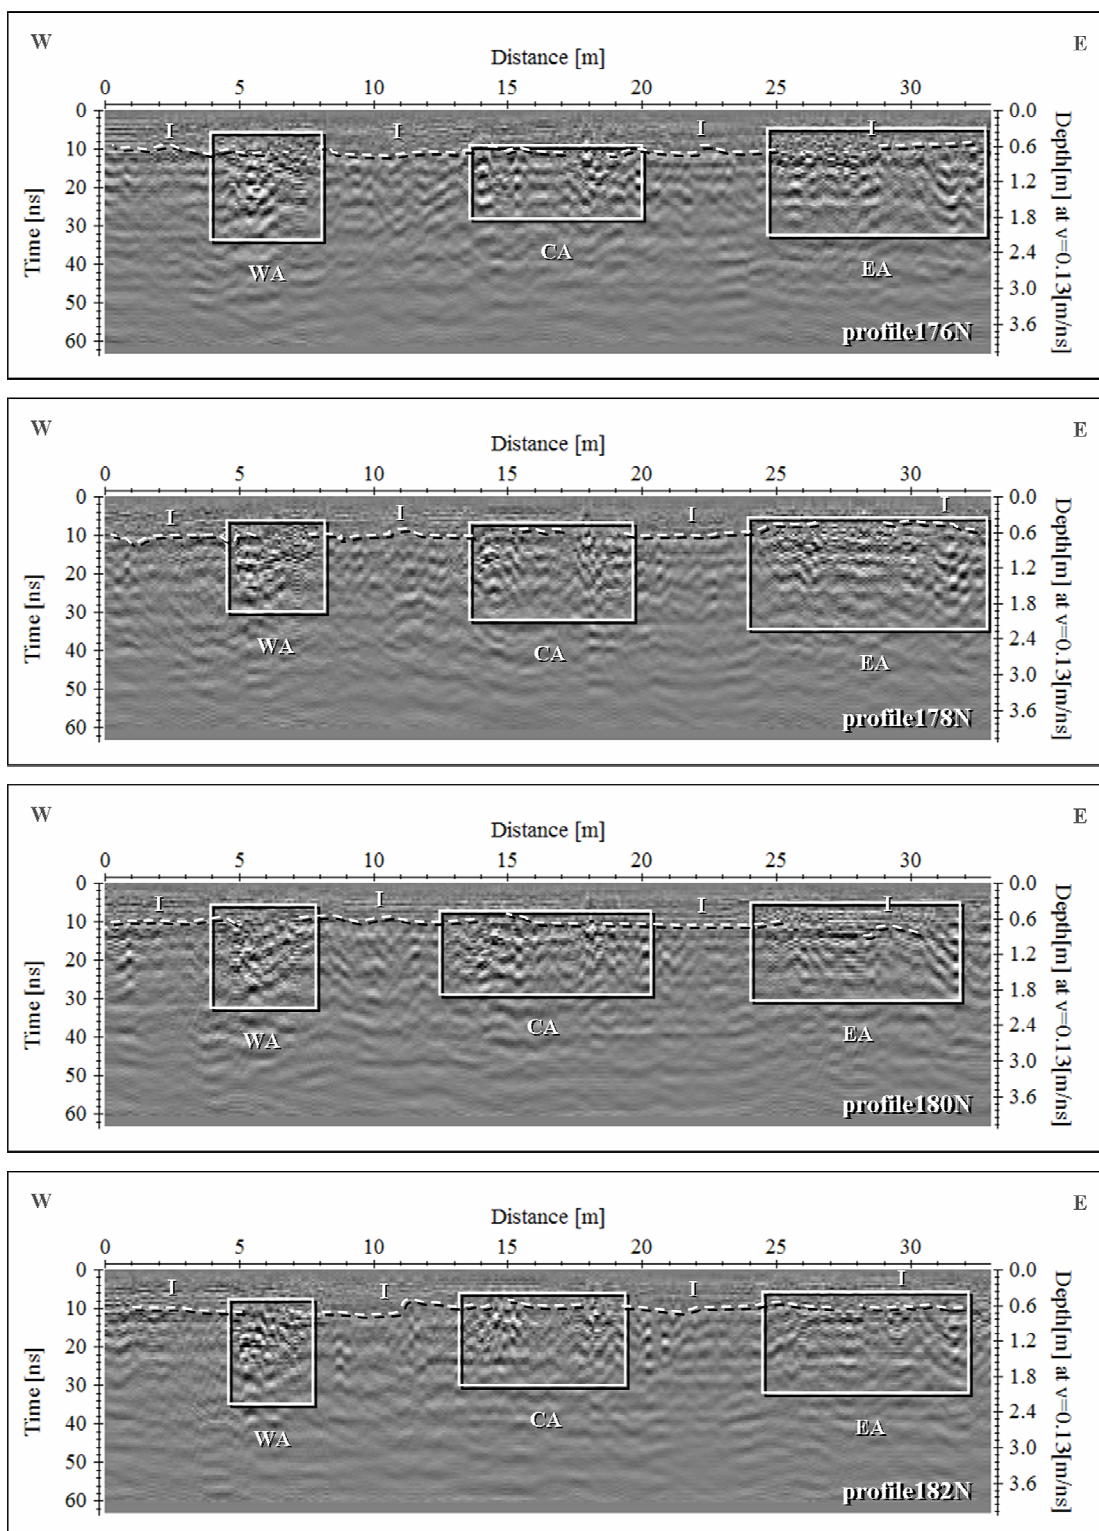 W E
Distance [m]
0 5 10 15 20 25 30
0 0.0
I I I I
10 0.6
20 1.2
30 1.8
40 2.4
50 3.0
60 3.6
Time [ns]
Depth[m] at v=0.13[m/ns]
WA CA EA
profile176N
W E
Distance [m]
0 5 10 15 20 25 30
0 0.0
I I I I
10 0.6
20 1.2
30 1.8
40 2.4
50 3.0
60 3.6
Time [ns]
Depth[m] at v=0.13[m/ns]
WA CA EA
profile178N
W E
Distance [m]
0 5 10 15 20 25 30
0 0.0
I I I I
10 0.6
20 1.2
30 1.8
40 2.4
50 3.0
60 3.6
Time [ns]
Depth[m] at v=0.13[m/ns]
WA CA EA
profile180N
W E
Distance [m]
0 5 10 15 20 25 30
0 0.0
I I I I
10 0.6
20 1.2
30 1.8
40 2.4
50 3.0
60 3.6
Time [ns]
Depth[m] at v=0.13[m/ns]
WA CA EA
profile182N